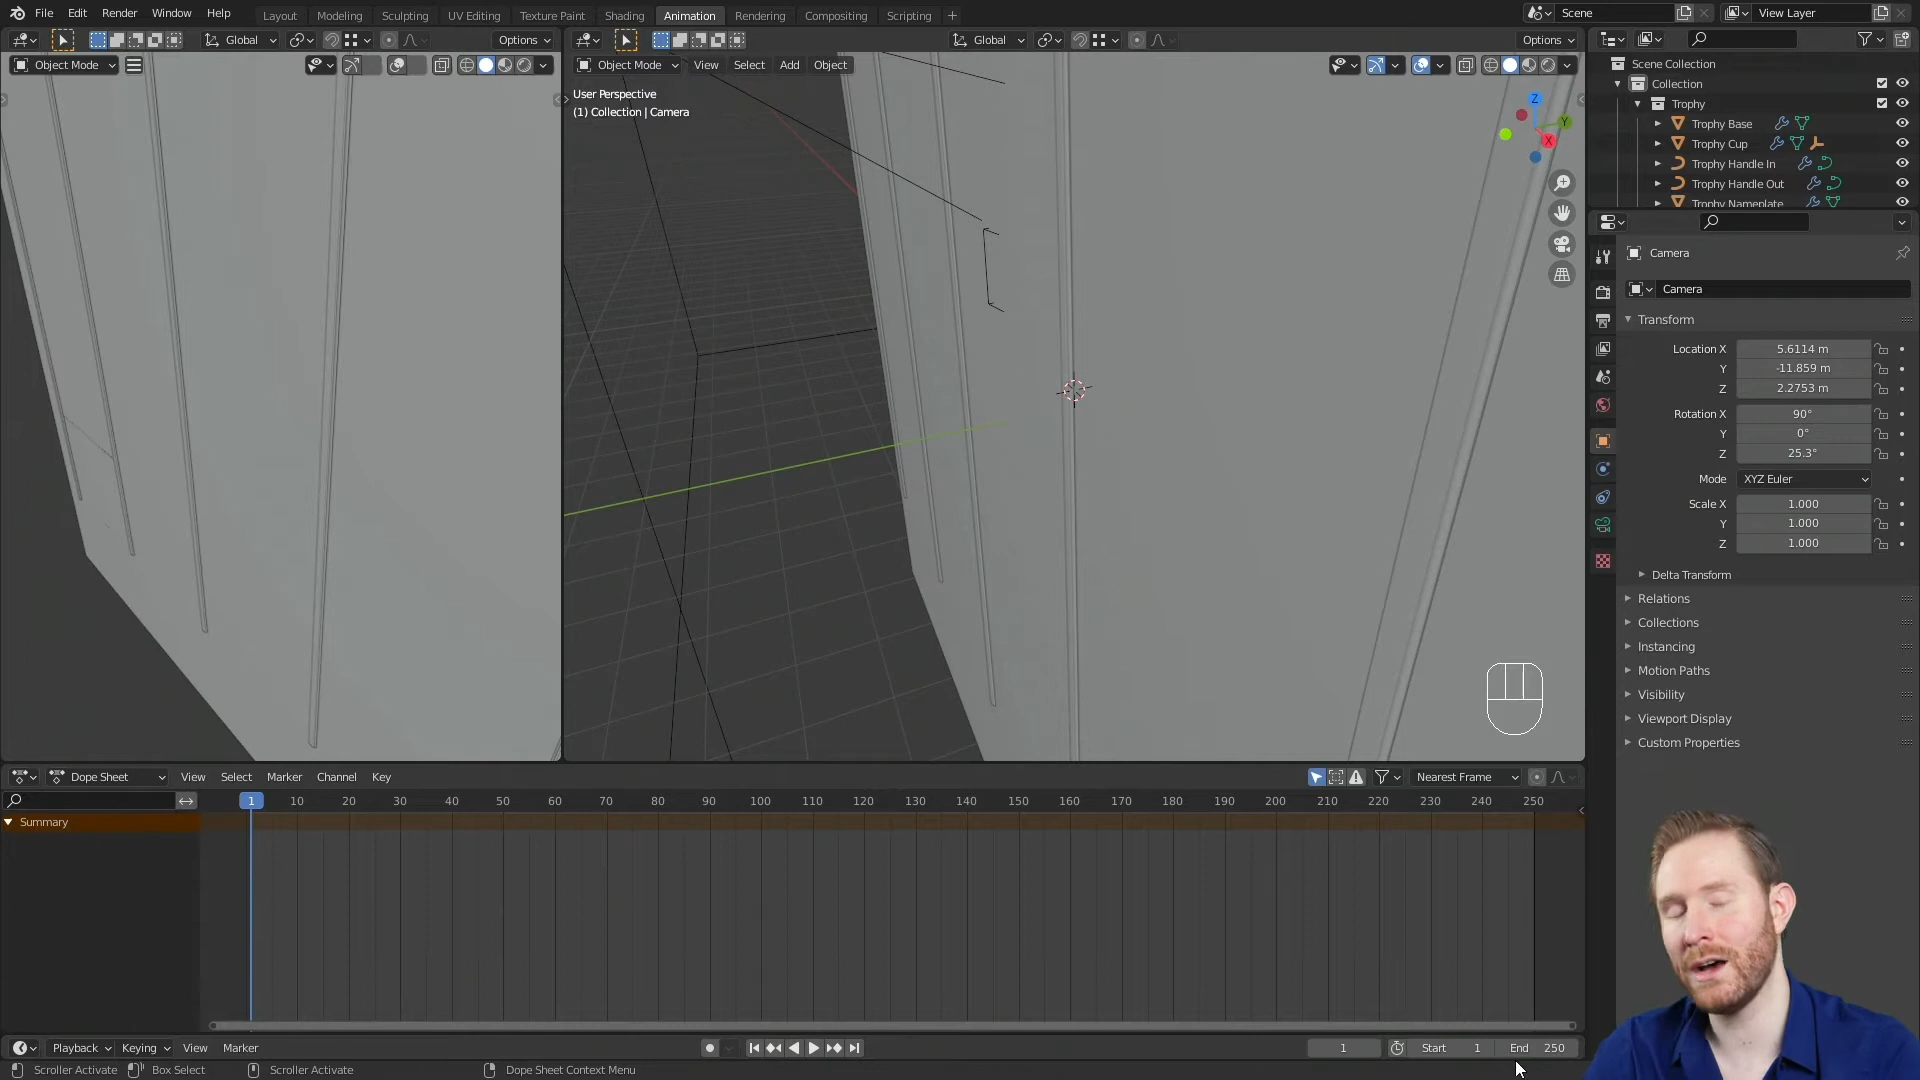 File Edit Render Window Help Layout Modeling Sculpting UV Editing Texture Paint Shading Animation Rendering Compositing Scripting + Scene View Layer
Global Options Global Options
Object Mode Object Mode View Select Add Object
User Perspective
(1) Collection | Camera
Z
Y
X
Scene Collection
Collection
Trophy
Trophy Base
Trophy Cup
Trophy Handle In
Trophy Handle Out
Trophy Nameplate
Camera
Camera
Transform
Location X 5.6114 m
Y -11.859 m
Z 2.2753 m
Rotation X 90°
Y 0°
Z 25.3°
Mode XYZ Euler
Scale X 1.000
Y 1.000
Z 1.000
Delta Transform
Relations
Collections
Instancing
Motion Paths
Visibility
Viewport Display
Custom Properties
Dope Sheet View Select Marker Channel Key Nearest Frame
1 10 20 30 40 50 60 70 80 90 100 110 120 130 140 150 160 170 180 190 200 210 220 230 240 250
Summary
Playback Keying View Marker 1 Start 1 End 250
Scroller Activate Box Select Scroller Activate Dope Sheet Context Menu